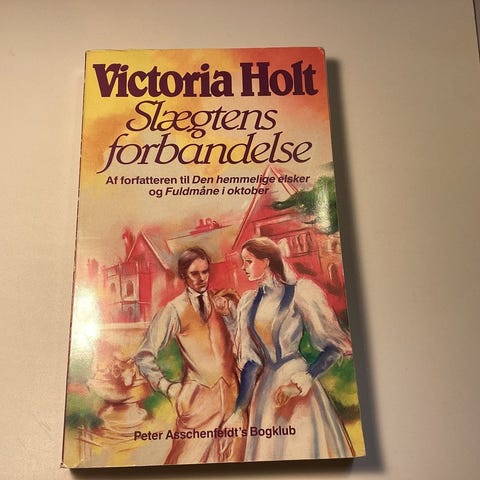 Victoria Holt
Slægtens
forbandelse
Af forfatteren til Den hemmelige elsker
og Fuldmåne i oktober
Peter Asschenfeldt's Bogklub